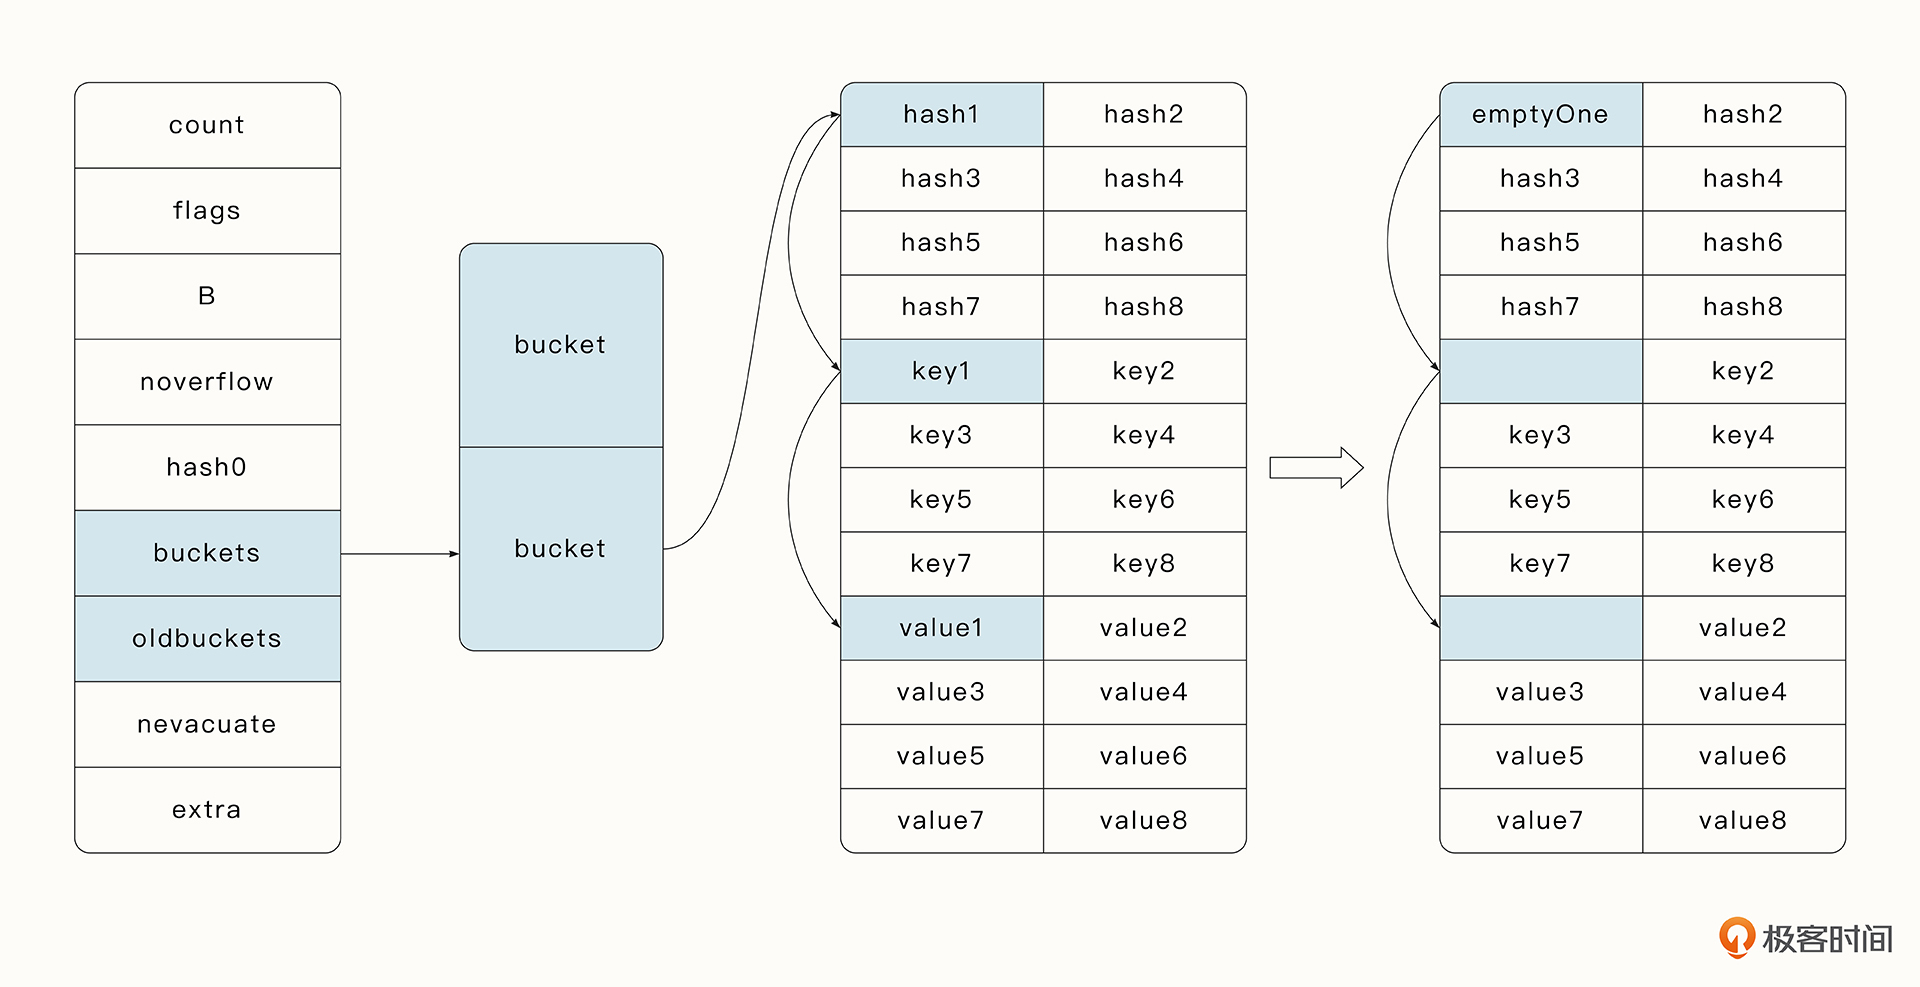 count
flags
B
noverflow
hash0
buckets
oldbuckets
nevacuate
extra
bucket
bucket
hash1 hash2
hash3 hash4
hash5 hash6
hash7 hash8
key1 key2
key3 key4
key5 key6
key7 key8
value1 value2
value3 value4
value5 value6
value7 value8
emptyOne hash2
hash3 hash4
hash5 hash6
hash7 hash8
key2
key3 key4
key5 key6
key7 key8
value2
value3 value4
value5 value6
value7 value8
极客时间